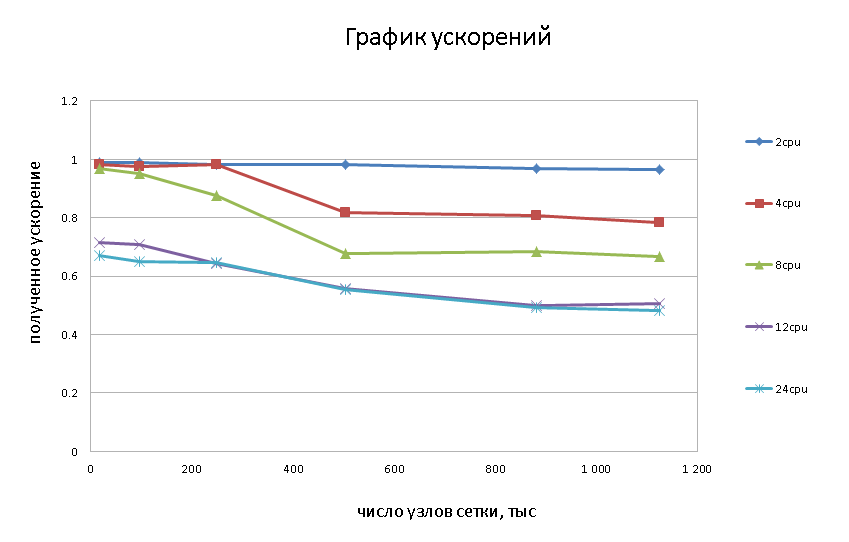 График ускорений
полученное ускорение
1.2
1
0.8
0.6
0.4
0.2
0
0 200 400 600 800 1 000 1 200
число узлов сетки, тыс
2cpu
4cpu
8cpu
12cpu
24cpu